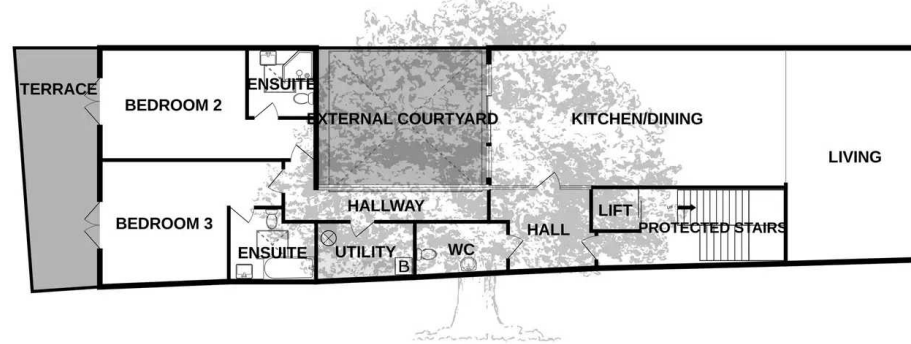 TERRACE
BEDROOM 2
ENSUITE
EXTERNAL COURTYARD
KITCHEN/DINING
LIVING
HALLWAY
BEDROOM 3
ENSUITE
UTILITY
B
WC
HALL
LIFT
PROTECTED STAIRS